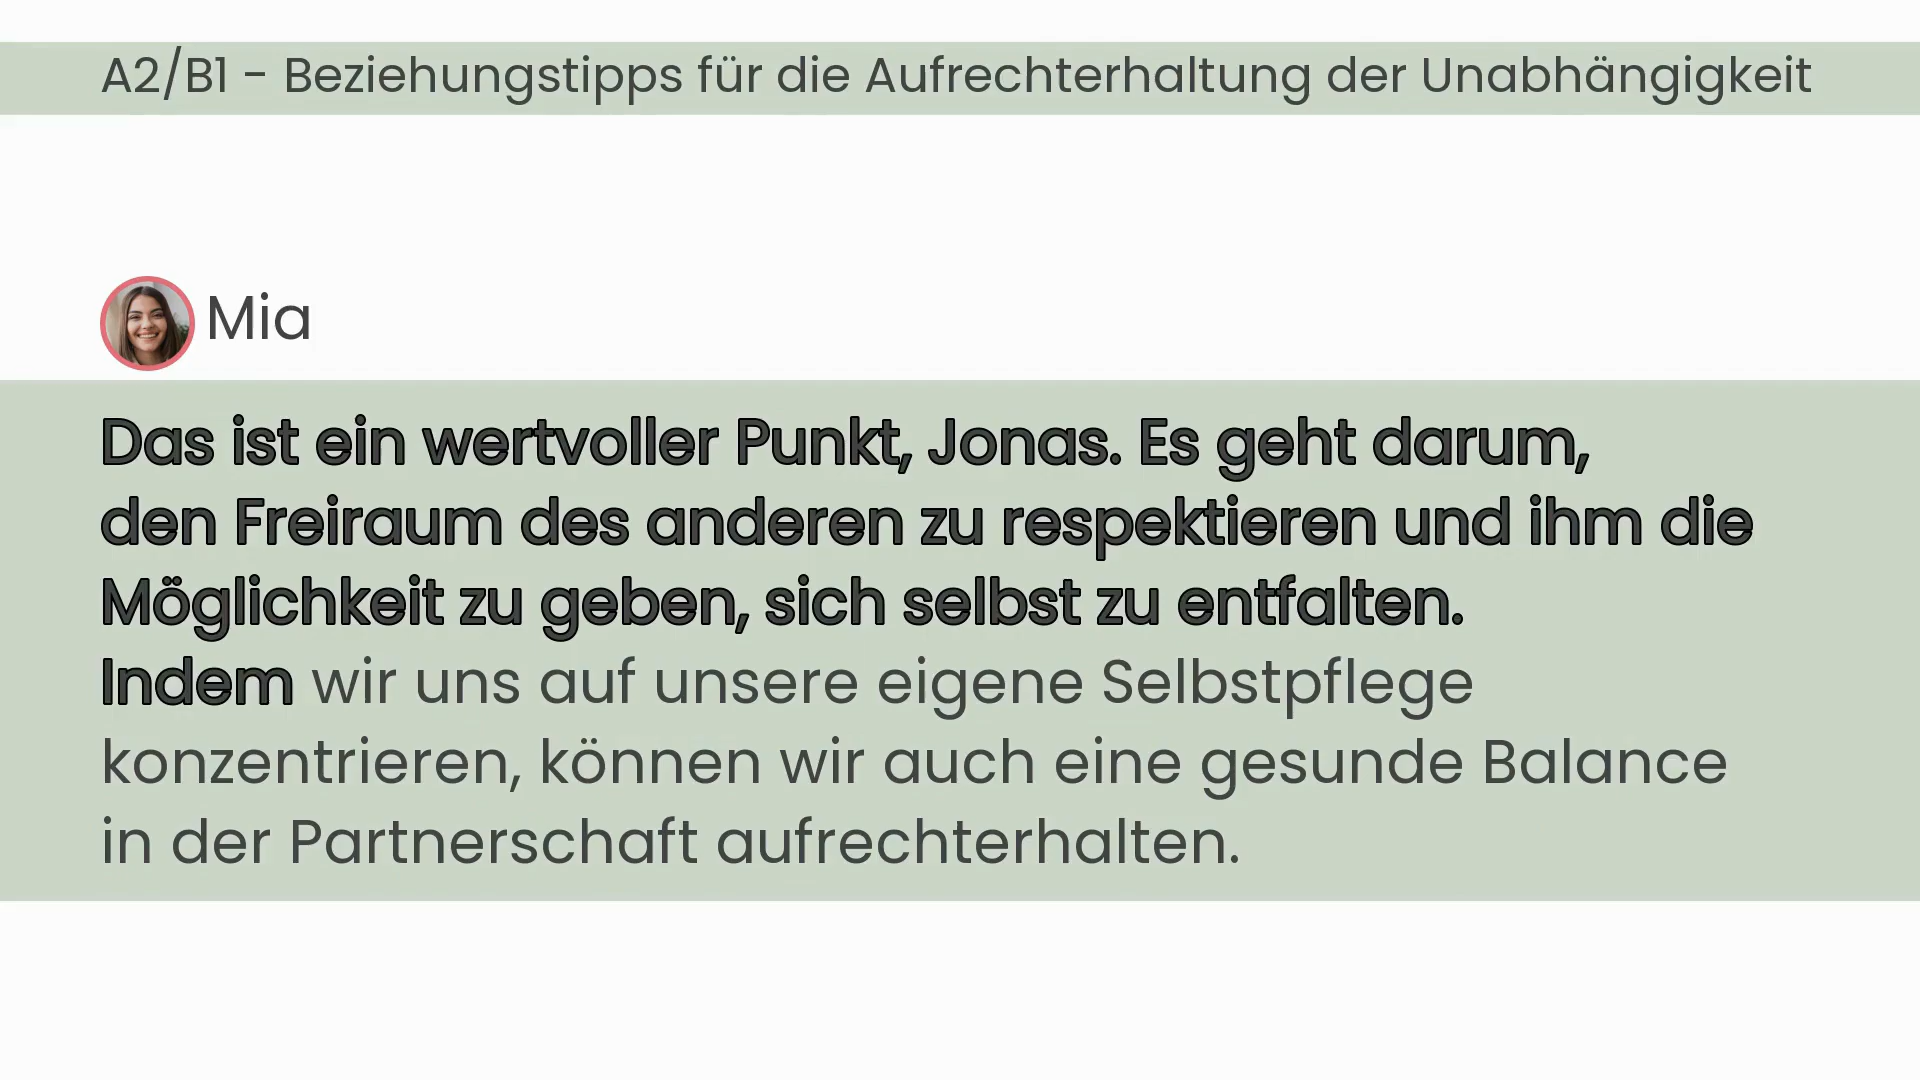 A2/B1 - Beziehungstipps für die Aufrechterhaltung der Unabhängigkeit
Mia
Das ist ein wertvoller Punkt, Jonas. Es geht darum,
den Freiraum des anderen zu respektieren und ihm die
Möglichkeit zu geben, sich selbst zu entfalten.
Indem wir uns auf unsere eigene Selbstpflege
konzentrieren, können wir auch eine gesunde Balance
in der Partnerschaft aufrechterhalten.